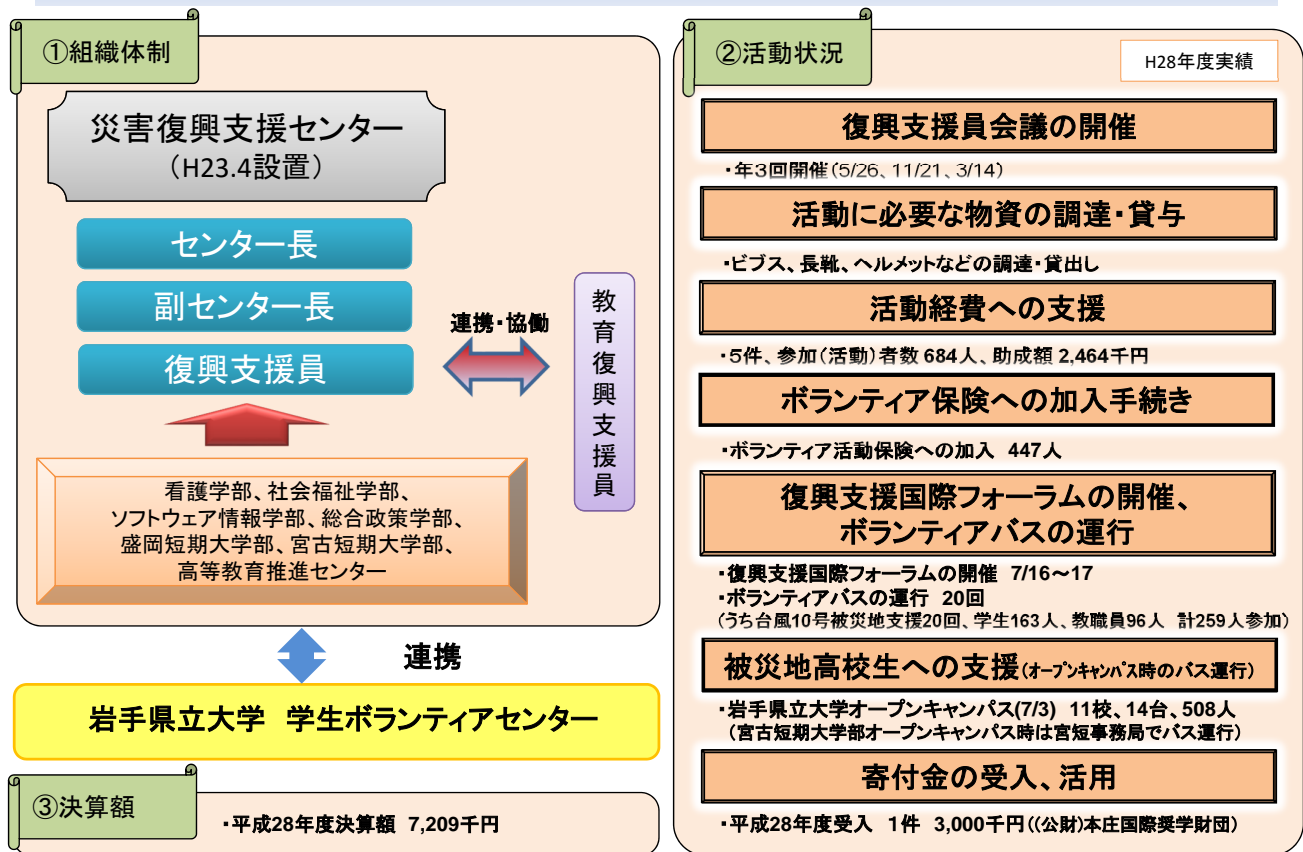 ①組織体制
災害復興支援センター
（H23.4設置）
センター長
副センター長
復興支援員
連携・協働
教育復興支援員
看護学部、社会福祉学部、
ソフトウェア情報学部、総合政策学部、
盛岡短期大学部、宮古短期大学部、
高等教育推進センター
連携
岩手県立大学　学生ボランティアセンター
③決算額
・平成28年度決算額 7,209千円
②活動状況
H28年度実績
復興支援員会議の開催
・年３回開催（5/26、11/21、3/14）
活動に必要な物資の調達・貸与
・ビブス、長靴、ヘルメットなどの調達・貸出し
活動経費への支援
・５件、参加（活動）者数 684人、助成額 2,464千円
ボランティア保険への加入手続き
・ボランティア活動保険への加入 447人
復興支援国際フォーラムの開催、
ボランティアバスの運行
・復興支援国際フォーラムの開催 7/16～17
・ボランティアバスの運行 20回
（うち台風10号被災地支援20回、学生163人、教職員96人 計259人参加）
被災地高校生への支援（オープンキャンパス時のバス運行）
・岩手県立大学オープンキャンパス(7/3) 11校、14台、508人
（宮古短期大学部オープンキャンパス時は宮短事務局でバス運行）
寄付金の受入、活用
・平成28年度受入 1件 3,000千円（(公財)本庄国際奨学財団）